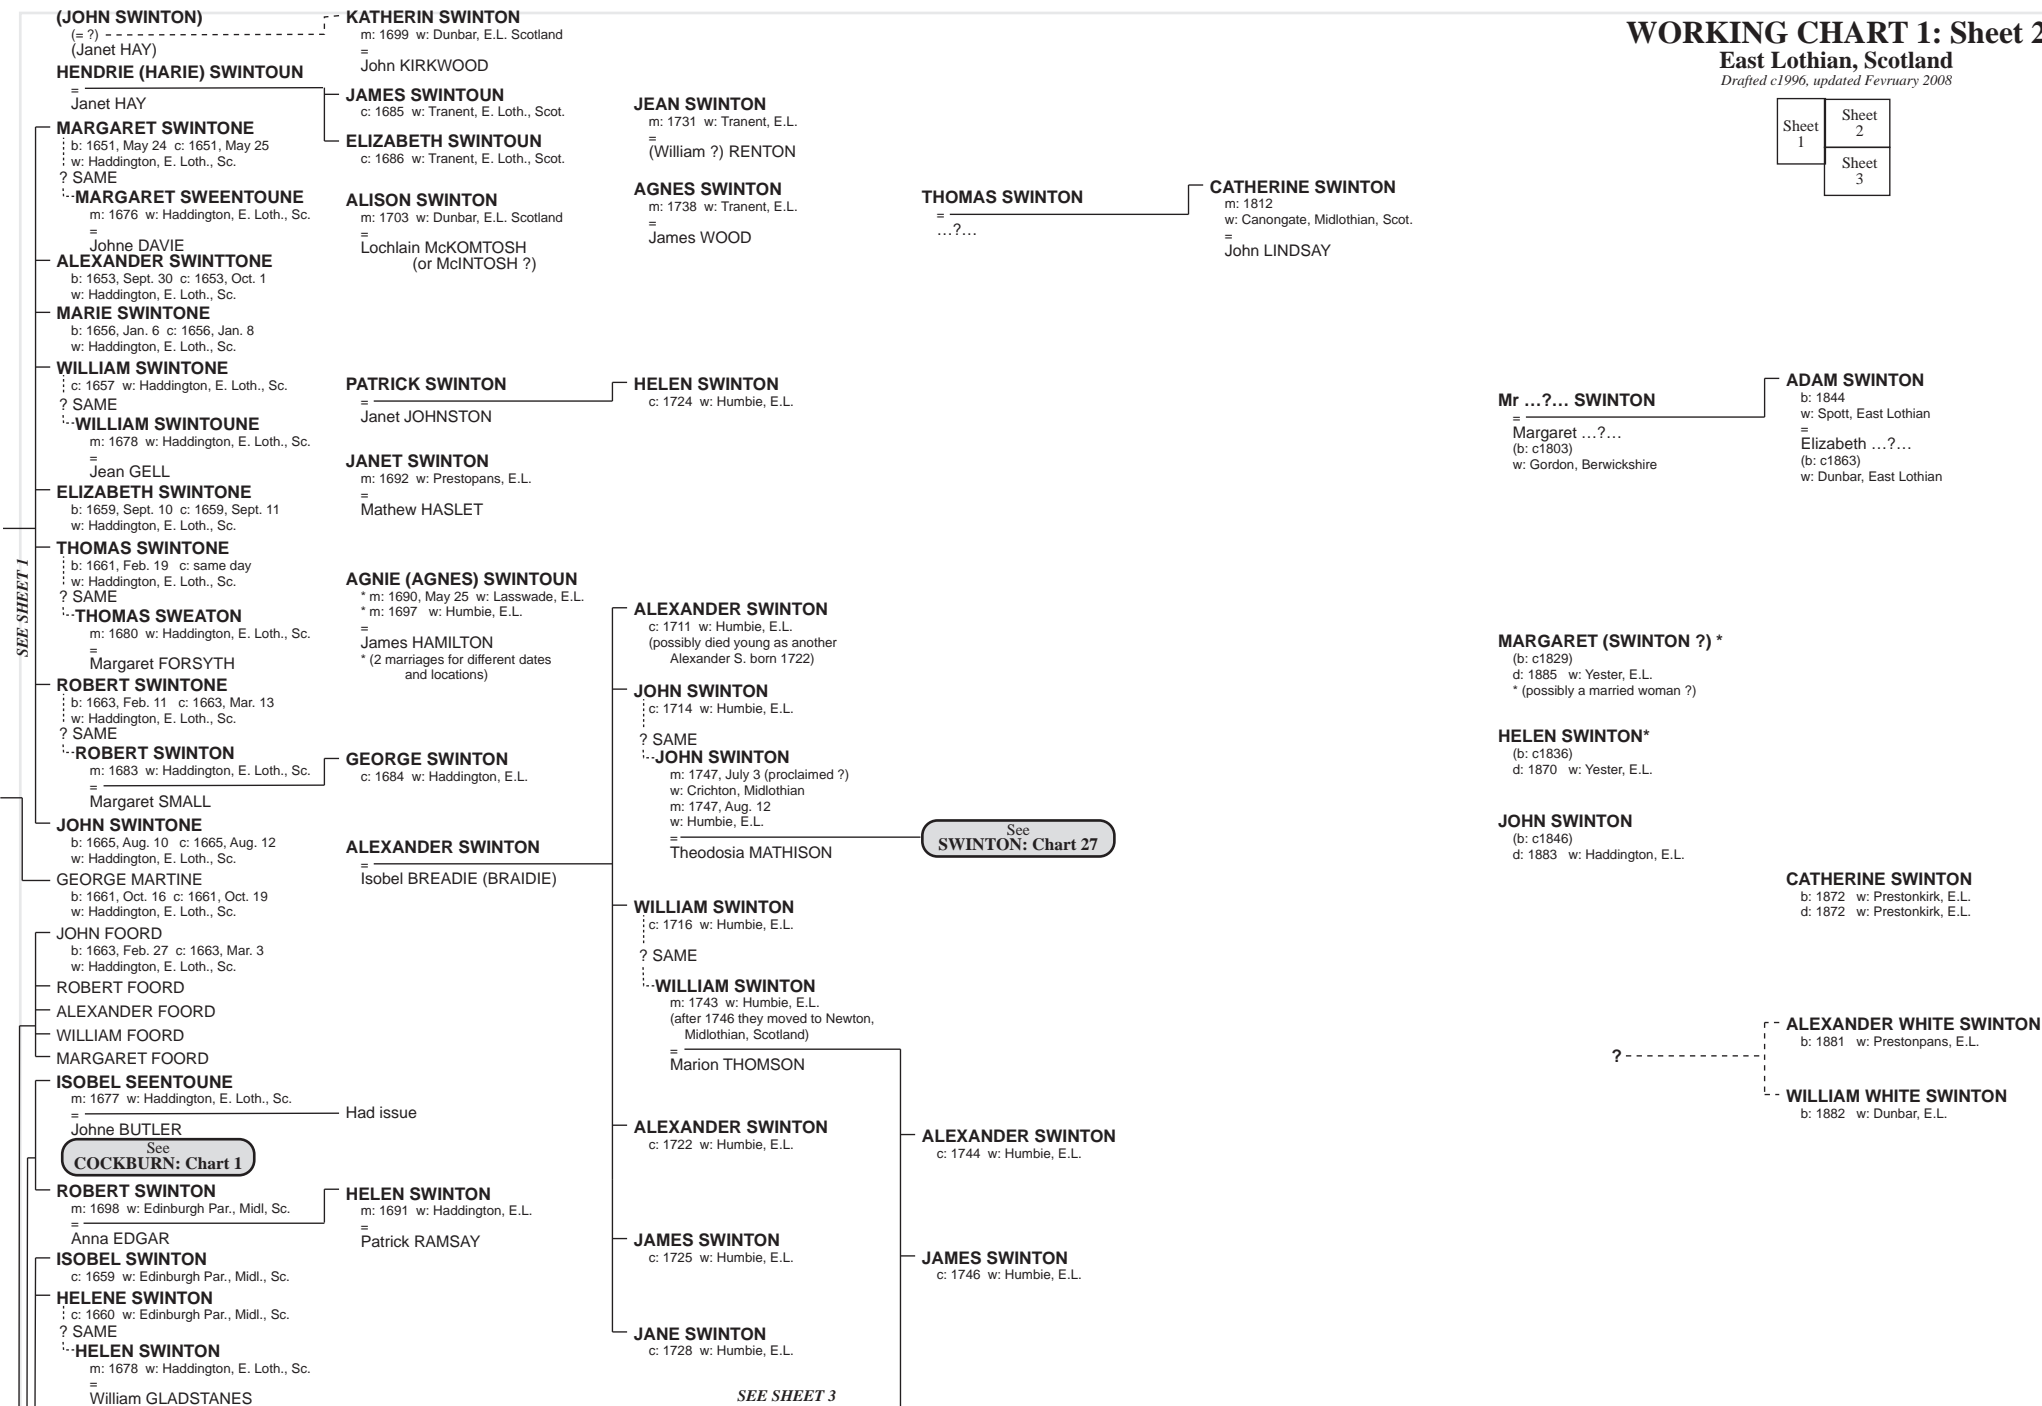 WORKING CHART 1: Sheet 2
East Lothian, Scotland
Drafted c1996, updated Fevruary 2008
Sheet
1
Sheet
2
Sheet
3
(JOHN SWINTON)
(= ?)
(Janet HAY)
HENDRIE (HARIE) SWINTOUN
=
Janet HAY
MARGARET SWINTONE
b: 1651, May 24 c: 1651, May 25
w: Haddington, E. Loth., Sc.
? SAME
MARGARET SWEENTOUNE
m: 1676 w: Haddington, E. Loth., Sc.
=
Johne DAVIE
ALEXANDER SWINTTONE
b: 1653, Sept. 30 c: 1653, Oct. 1
w: Haddington, E. Loth., Sc.
MARIE SWINTONE
b: 1656, Jan. 6 c: 1656, Jan. 8
w: Haddington, E. Loth., Sc.
WILLIAM SWINTONE
c: 1657 w: Haddington, E. Loth., Sc.
? SAME
WILLIAM SWINTOUNE
m: 1678 w: Haddington, E. Loth., Sc.
=
Jean GELL
ELIZABETH SWINTONE
b: 1659, Sept. 10 c: 1659, Sept. 11
w: Haddington, E. Loth., Sc.
SEE SHEET 1
THOMAS SWINTONE
b: 1661, Feb. 19 c: same day
w: Haddington, E. Loth., Sc.
? SAME
THOMAS SWEATON
m: 1680 w: Haddington, E. Loth., Sc.
=
Margaret FORSYTH
ROBERT SWINTONE
b: 1663, Feb. 11 c: 1663, Mar. 13
w: Haddington, E. Loth., Sc.
? SAME
ROBERT SWINTON
m: 1683 w: Haddington, E. Loth., Sc.
=
Margaret SMALL
JOHN SWINTONE
b: 1665, Aug. 10 c: 1665, Aug. 12
w: Haddington, E. Loth., Sc.
GEORGE MARTINE
b: 1661, Oct. 16 c: 1661, Oct. 19
w: Haddington, E. Loth., Sc.
JOHN FOORD
b: 1663, Feb. 27 c: 1663, Mar. 3
w: Haddington, E. Loth., Sc.
ROBERT FOORD
ALEXANDER FOORD
WILLIAM FOORD
MARGARET FOORD
ISOBEL SEENTOUNE
m: 1677 w: Haddington, E. Loth., Sc.
=
Johne BUTLER
See
COCKBURN: Chart 1
ROBERT SWINTON
m: 1698 w: Edinburgh Par., Midl, Sc.
=
Anna EDGAR
ISOBEL SWINTON
c: 1659 w: Edinburgh Par., Midl., Sc.
HELENE SWINTON
c: 1660 w: Edinburgh Par., Midl., Sc.
? SAME
HELEN SWINTON
m: 1678 w: Haddington, E. Loth., Sc.
=
William GLADSTANES
KATHERIN SWINTON
m: 1699 w: Dunbar, E.L. Scotland
=
John KIRKWOOD
JAMES SWINTOUN
c: 1685 w: Tranent, E. Loth., Scot.
ELIZABETH SWINTOUN
c: 1686 w: Tranent, E. Loth., Scot.
ALISON SWINTON
m: 1703 w: Dunbar, E.L. Scotland
=
Lochlain McKOMTOSH
(or McINTOSH ?)
PATRICK SWINTON
=
Janet JOHNSTON
JANET SWINTON
m: 1692 w: Prestopans, E.L.
=
Mathew HASLET
AGNIE (AGNES) SWINTOUN
* m: 1690, May 25 w: Lasswade, E.L.
* m: 1697 w: Humbie, E.L.
=
James HAMILTON
* (2 marriages for different dates
and locations)
GEORGE SWINTON
c: 1684 w: Haddington, E.L.
ALEXANDER SWINTON
=
Isobel BREADIE (BRAIDIE)
Had issue
HELEN SWINTON
m: 1691 w: Haddington, E.L.
=
Patrick RAMSAY
JEAN SWINTON
m: 1731 w: Tranent, E.L.
=
(William ?) RENTON
AGNES SWINTON
m: 1738 w: Tranent, E.L.
=
James WOOD
HELEN SWINTON
c: 1724 w: Humbie, E.L.
ALEXANDER SWINTON
c: 1711 w: Humbie, E.L.
(possibly died young as another
Alexander S. born 1722)
JOHN SWINTON
c: 1714 w: Humbie, E.L.
? SAME
JOHN SWINTON
m: 1747, July 3 (proclaimed ?)
w: Crichton, Midlothian
m: 1747, Aug. 12
w: Humbie, E.L.
=
Theodosia MATHISON
See
SWINTON: Chart 27
WILLIAM SWINTON
c: 1716 w: Humbie, E.L.
? SAME
WILLIAM SWINTON
m: 1743 w: Humbie, E.L.
(after 1746 they moved to Newton,
Midlothian, Scotland)
=
Marion THOMSON
ALEXANDER SWINTON
c: 1722 w: Humbie, E.L.
JAMES SWINTON
c: 1725 w: Humbie, E.L.
JANE SWINTON
c: 1728 w: Humbie, E.L.
SEE SHEET 3
THOMAS SWINTON
=
...?...
ALEXANDER SWINTON
c: 1744 w: Humbie, E.L.
JAMES SWINTON
c: 1746 w: Humbie, E.L.
CATHERINE SWINTON
m: 1812
w: Canongate, Midlothian, Scot.
=
John LINDSAY
Mr ...?... SWINTON
=
Margaret ...?...
(b: c1803)
w: Gordon, Berwickshire
MARGARET (SWINTON ?) *
(b: c1829)
d: 1885 w: Yester, E.L.
* (possibly a married woman ?)
HELEN SWINTON*
(b: c1836)
d: 1870 w: Yester, E.L.
JOHN SWINTON
(b: c1846)
d: 1883 w: Haddington, E.L.
?
ADAM SWINTON
b: 1844
w: Spott, East Lothian
=
Elizabeth ...?...
(b: c1863)
w: Dunbar, East Lothian
CATHERINE SWINTON
b: 1872 w: Prestonkirk, E.L.
d: 1872 w: Prestonkirk, E.L.
ALEXANDER WHITE SWINTON
b: 1881 w: Prestonpans, E.L.
WILLIAM WHITE SWINTON
b: 1882 w: Dunbar, E.L.